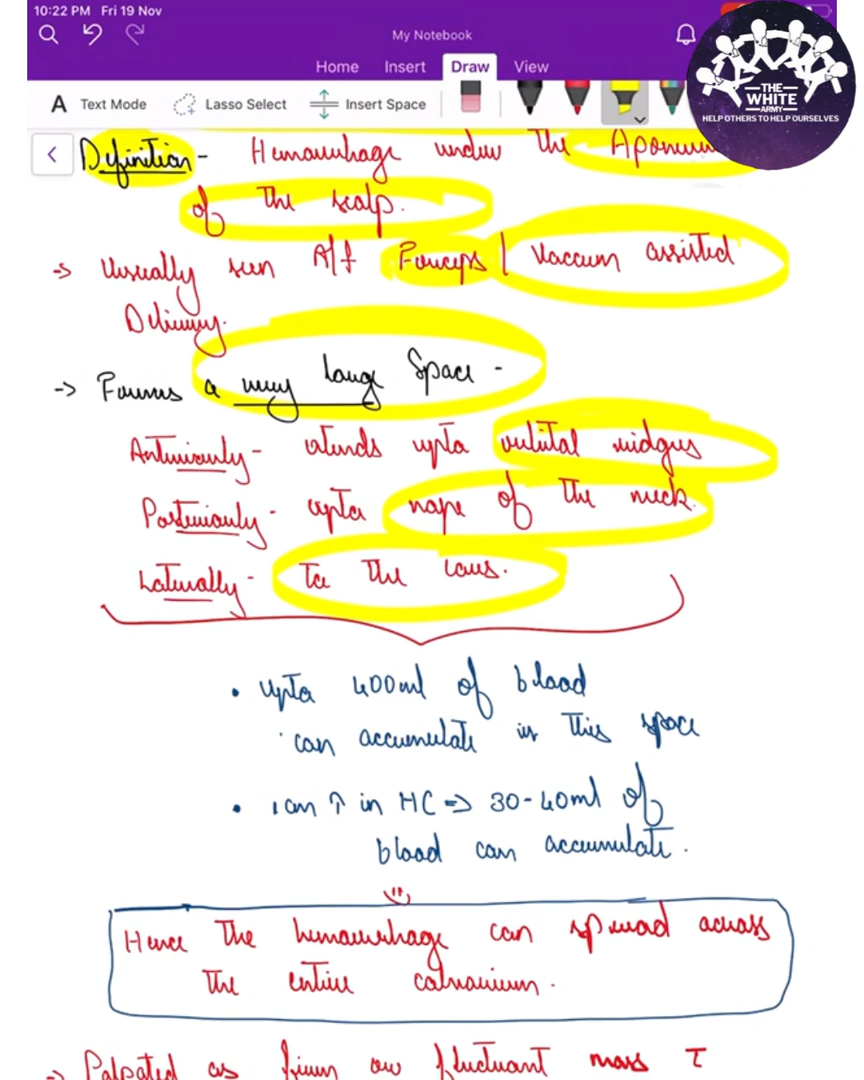 10:22 PM Fri 19 Nov
My Notebook
Home Insert Draw View
A Text Mode Lasso Select Insert Space
THE
WHITE
ARMY
HELP OTHERS TO HELP OURSELVES
Definition - Hemorrhage under the
of the scalp.
→ Usually seen A/f Forceps | Vaccum assisted
Delivery.
→ Forms a very large Space -
Anteriorly - extends upto orbital ridges
Posteriorly - upto nape of the neck.
Laterally - To the ears.
• upto 400ml of blood
can accumulate in this space
• 1cm ↑ in HC => 30-40ml of
blood can accumulate.
Hence the hemorrhage can spread across
the entire calvarium.
→ Palpated as firm or fluctuant mass c̄